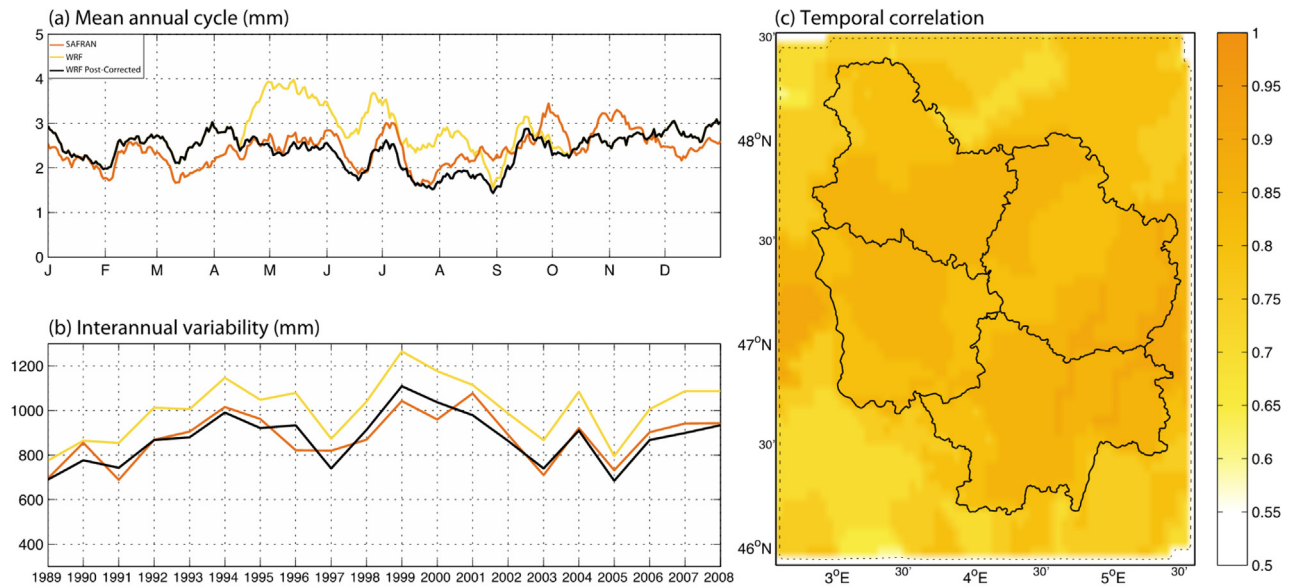 (a) Mean annual cycle (mm)
5
4
3
2
1
0
SAFRAN
WRF
WRF Post-Corrected
J F M A M J J A S O N D
(b) Interannual variability (mm)
1200
1000
800
600
400
1989 1990 1991 1992 1993 1994 1995 1996 1997 1998 1999 2000 2001 2002 2003 2004 2005 2006 2007 2008
(c) Temporal correlation
30'
48°N
30'
47°N
30'
46°N
3°E 30' 4°E 30' 5°E 30'
1
0.95
0.9
0.85
0.8
0.75
0.7
0.65
0.6
0.55
0.5